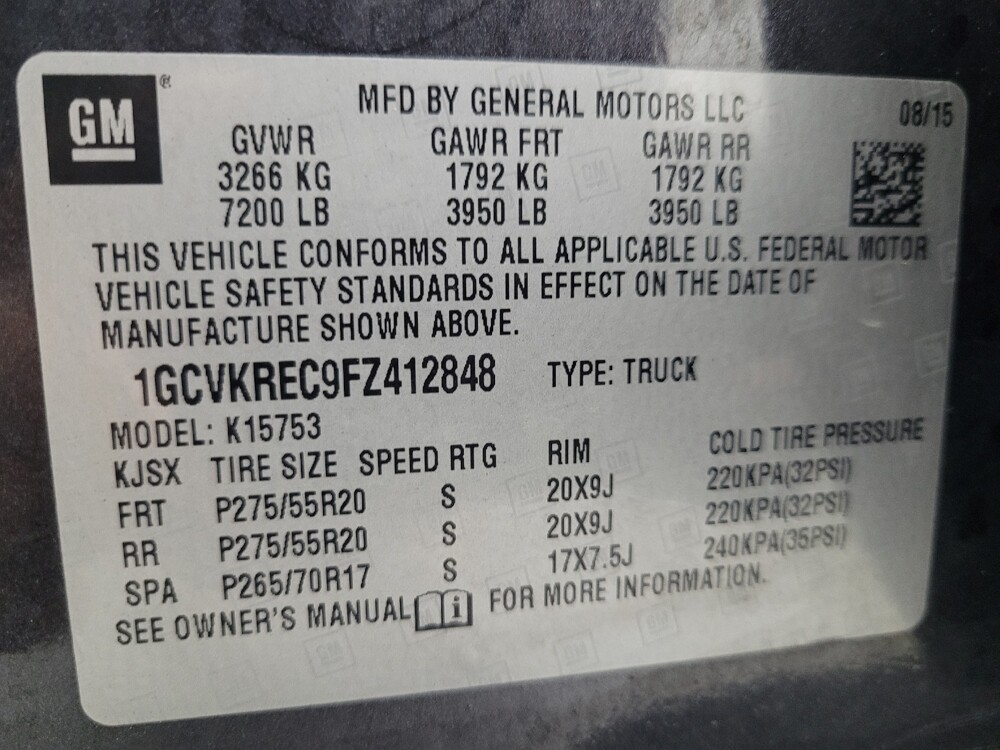 GM ®
MFD BY GENERAL MOTORS LLC 08/15
GVWR GAWR FRT GAWR RR
3266 KG 1792 KG 1792 KG
7200 LB 3950 LB 3950 LB
THIS VEHICLE CONFORMS TO ALL APPLICABLE U.S. FEDERAL MOTOR
VEHICLE SAFETY STANDARDS IN EFFECT ON THE DATE OF
MANUFACTURE SHOWN ABOVE.
1GCVKREC9FZ412848 TYPE: TRUCK
MODEL: K15753
KJSX TIRE SIZE SPEED RTG RIM COLD TIRE PRESSURE
FRT P275/55R20 S 20X9J 220KPA(32PSI)
RR P275/55R20 S 20X9J 220KPA(32PSI)
SPA P265/70R17 S 17X7.5J 240KPA(35PSI)
SEE OWNER'S MANUAL i FOR MORE INFORMATION.